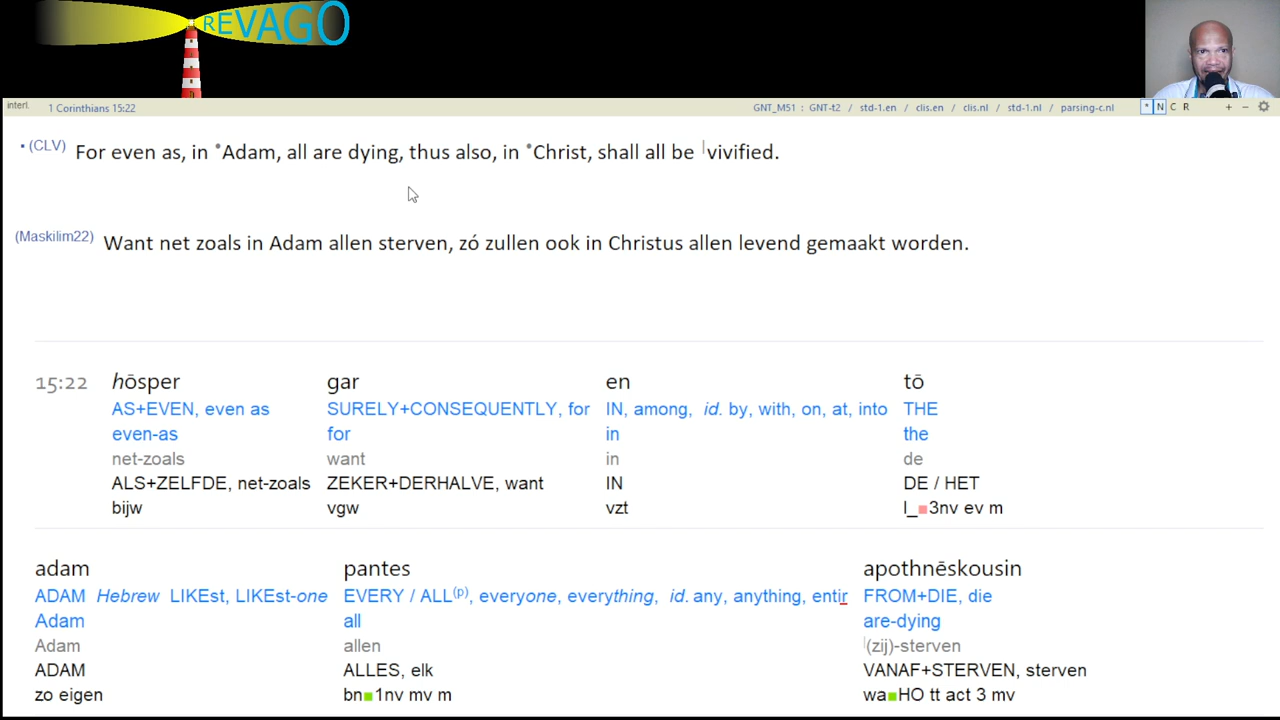 REVAGO
interl. 1 Corinthians 15:22 GNT_M51 : GNT-t2 / std-1.en / clis.en / clis.nl / std-1.nl / parsing-c.nl * N C R + −
• (CLV) For even as, in *Adam, all are dying, thus also, in *Christ, shall all be |vivified.
(Maskilim22) Want net zoals in Adam allen sterven, zó zullen ook in Christus allen levend gemaakt worden.
15:22 hōsper gar en tō
AS+EVEN, even as SURELY+CONSEQUENTLY, for IN, among, id. by, with, on, at, into THE
even-as for in the
net-zoals want in de
ALS+ZELFDE, net-zoals ZEKER+DERHALVE, want IN DE / HET
bijw vgw vzt l_■3nv ev m
adam pantes apothnēskousin
ADAM Hebrew LIKEst, LIKEst-one EVERY / ALL(p), everyone, everything, id. any, anything, entir FROM+DIE, die
Adam all are-dying
Adam allen |(zij)-sterven
ADAM ALLES, elk VANAF+STERVEN, sterven
zo eigen bn■1nv mv m wa■HO tt act 3 mv